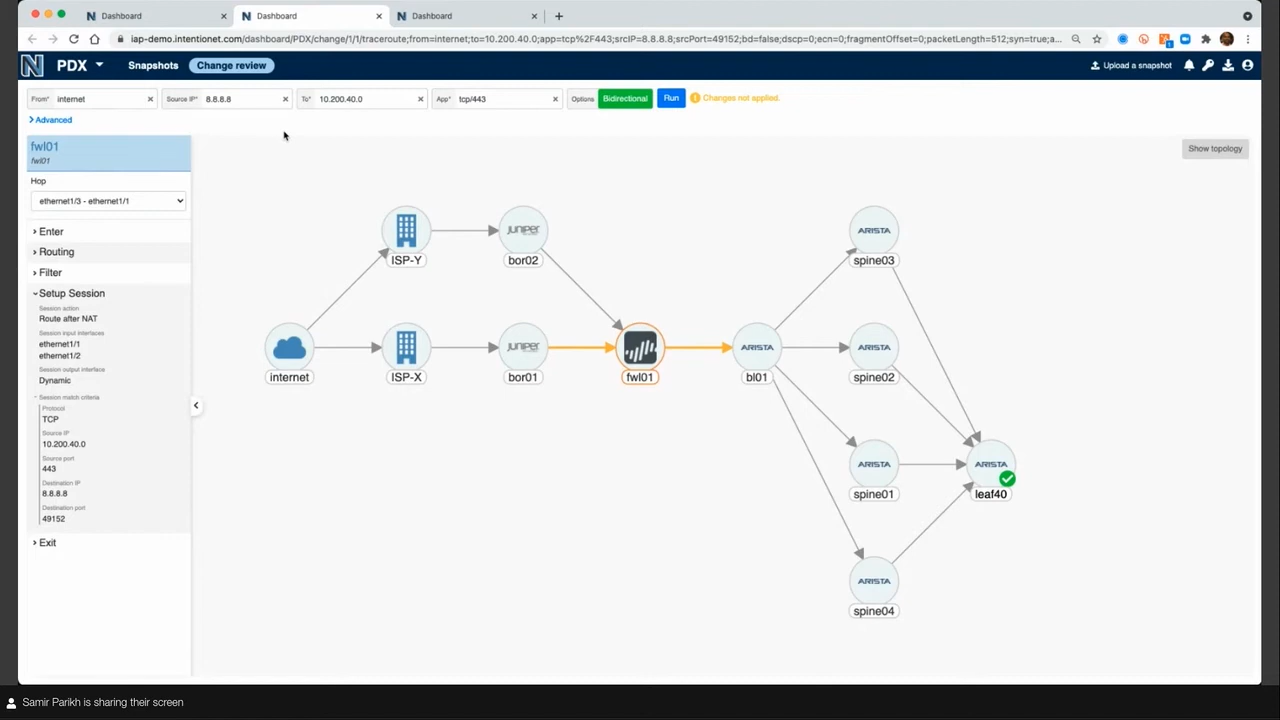 Dashboard
Dashboard
Dashboard
iap-demo.intentionet.com/dashboard/PDX/change/1/1/traceroute;from=internet;to=10.200.40.0;app=tcp%2F443;srcIP=8.8.8.8;srcPort=49152;bd=false;dscp=0;ecn=0;fragmentOffset=0;packetLength=512;syn=true;a...
N PDX Snapshots Change review Upload a snapshot
From* internet Source IP* 8.8.8.8 To* 10.200.40.0 App* tcp/443 Options Bidirectional Run Changes not applied.
Advanced
fwl01
fwl01
Show topology
Hop
ethernet1/3 - ethernet1/1
Enter
Routing
Filter
Setup Session
Session action
Route after NAT
Session input interfaces
ethernet1/1
ethernet1/2
Session output interface
Dynamic
Session match criteria
Protocol
TCP
Source IP
10.200.40.0
Source port
443
Destination IP
8.8.8.8
Destination port
49152
Exit
ISP-Y
JUNIPER
bor02
ARISTA
spine03
internet
ISP-X
JUNIPER
bor01
fwl01
ARISTA
bl01
ARISTA
spine02
ARISTA
spine01
ARISTA
leaf40
ARISTA
spine04
Samir Parikh is sharing their screen